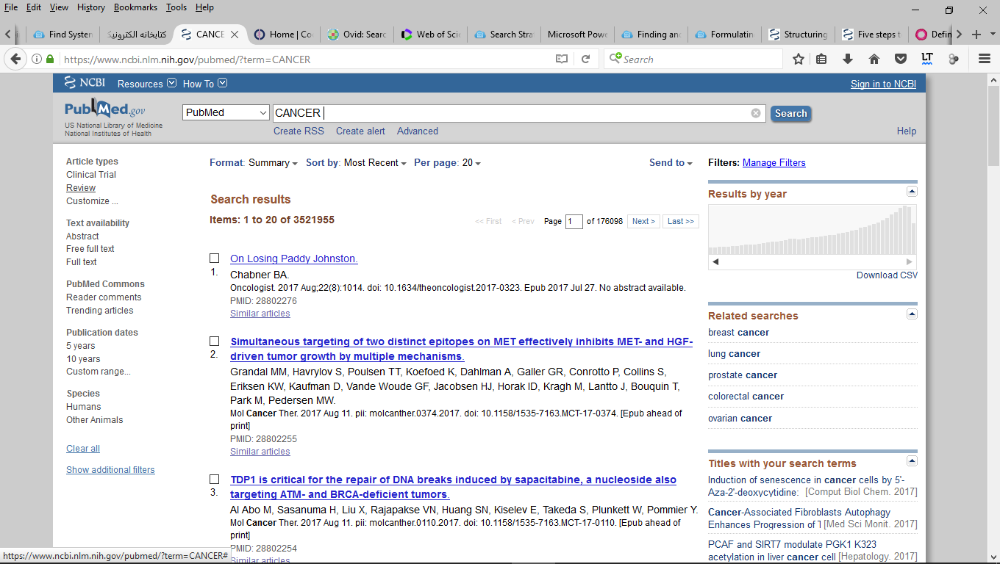 File Edit View History Bookmarks Tools Help
Find System کتابخانه الکترونیک CANCE Home | Co Ovid: Searc Web of Scie Search Stra Microsoft Powe Finding and Formulatin Structuring Five steps t Defin
https://www.ncbi.nlm.nih.gov/pubmed/?term=CANCER Search LT
NCBI Resources How To Sign in to NCBI
PubMed.gov PubMed CANCER Search
US National Library of Medicine
National Institutes of Health
Create RSS Create alert Advanced Help
Article types
Clinical Trial
Review
Customize ...
Text availability
Abstract
Free full text
Full text
PubMed Commons
Reader comments
Trending articles
Publication dates
5 years
10 years
Custom range...
Species
Humans
Other Animals
Clear all
Show additional filters
Format: Summary Sort by: Most Recent Per page: 20 Send to
Search results
Items: 1 to 20 of 3521955 << First < Prev Page 1 of 176098 Next > Last >>
On Losing Paddy Johnston.
1. Chabner BA.
Oncologist. 2017 Aug;22(8):1014. doi: 10.1634/theoncologist.2017-0323. Epub 2017 Jul 27. No abstract available.
PMID: 28802276
Similar articles
Simultaneous targeting of two distinct epitopes on MET effectively inhibits MET- and HGF-
2. driven tumor growth by multiple mechanisms.
Grandal MM, Havrylov S, Poulsen TT, Koefoed K, Dahlman A, Galler GR, Conrotto P, Collins S,
Eriksen KW, Kaufman D, Vande Woude GF, Jacobsen HJ, Horak ID, Kragh M, Lantto J, Bouquin T,
Park M, Pedersen MW.
Mol Cancer Ther. 2017 Aug 11. pii: molcanther.0374.2017. doi: 10.1158/1535-7163.MCT-17-0374. [Epub ahead of
print]
PMID: 28802255
Similar articles
TDP1 is critical for the repair of DNA breaks induced by sapacitabine, a nucleoside also
3. targeting ATM- and BRCA-deficient tumors.
Al Abo M, Sasanuma H, Liu X, Rajapakse VN, Huang SN, Kiselev E, Takeda S, Plunkett W, Pommier Y.
Mol Cancer Ther. 2017 Aug 11. pii: molcanther.0110.2017. doi: 10.1158/1535-7163.MCT-17-0110. [Epub ahead of
print]
PMID: 28802254
Similar articles
Filters: Manage Filters
Results by year
Download CSV
Related searches
breast cancer
lung cancer
prostate cancer
colorectal cancer
ovarian cancer
Titles with your search terms
Induction of senescence in cancer cells by 5'-
Aza-2'-deoxycytidine: [Comput Biol Chem. 2017]
Cancer-Associated Fibroblasts Autophagy
Enhances Progression of [Med Sci Monit. 2017]
PCAF and SIRT7 modulate PGK1 K323
acetylation in liver cancer cell [Hepatology. 2017]
https://www.ncbi.nlm.nih.gov/pubmed/?term=CANCER#